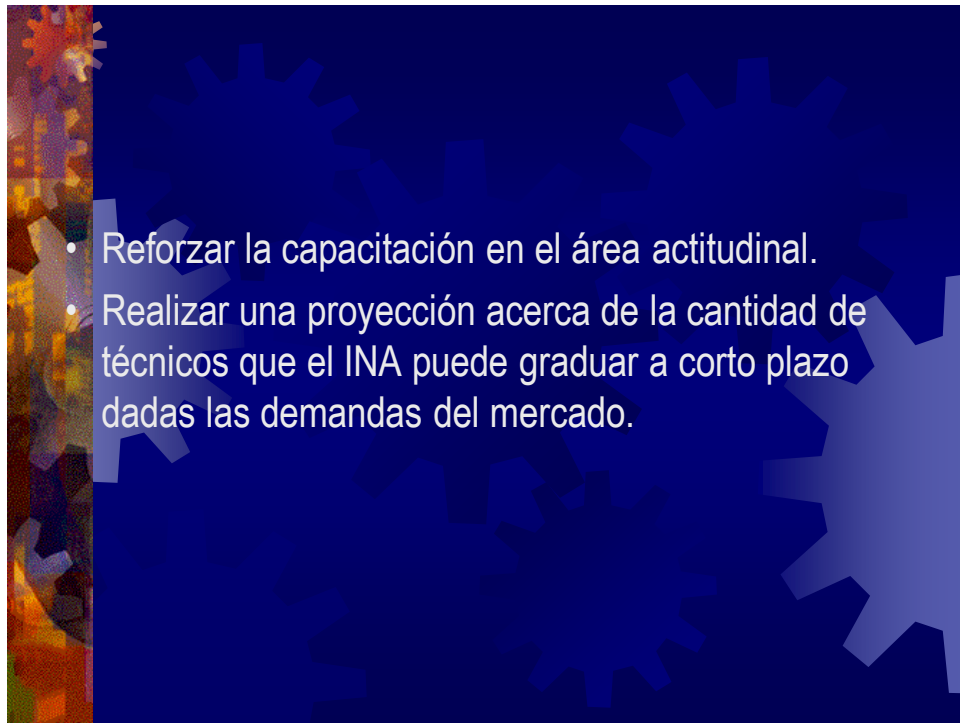 • Reforzar la capacitación en el área actitudinal.
• Realizar una proyección acerca de la cantidad de
técnicos que el INA puede graduar a corto plazo
dadas las demandas del mercado.